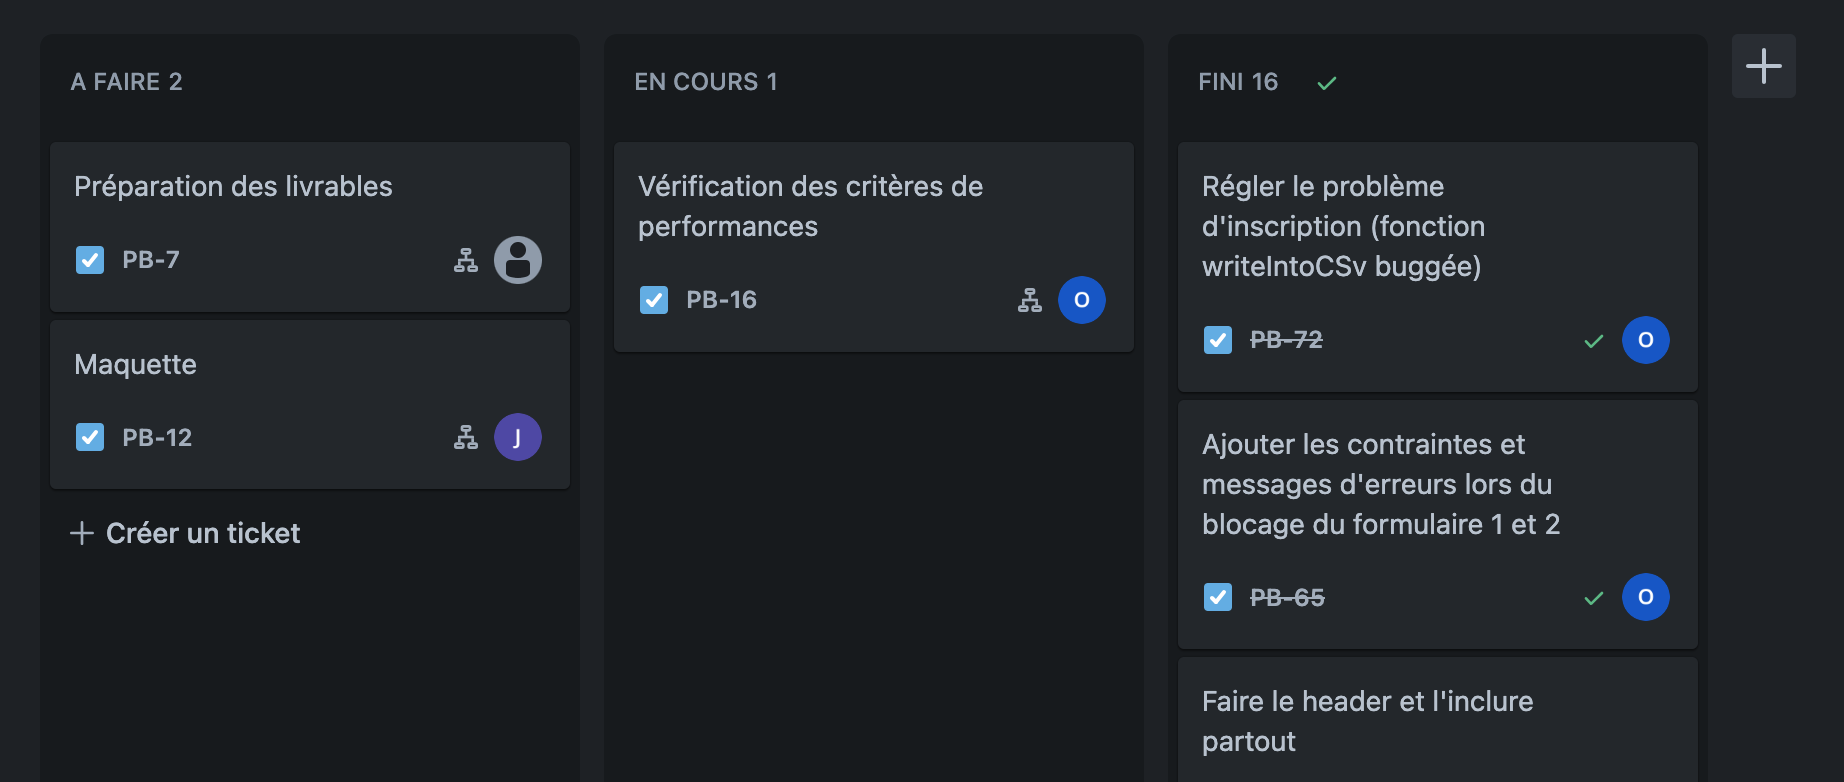 A FAIRE 2
Préparation des livrables
PB-7
Maquette
PB-12
J
Créer un ticket
EN COURS 1
Vérification des critères de
performances
PB-16
O
FINI 16
Régler le problème
d'inscription (fonction
writeIntoCSv buggée)
PB-72
O
Ajouter les contraintes et
messages d'erreurs lors du
blocage du formulaire 1 et 2
PB-65
O
Faire le header et l'inclure
partout